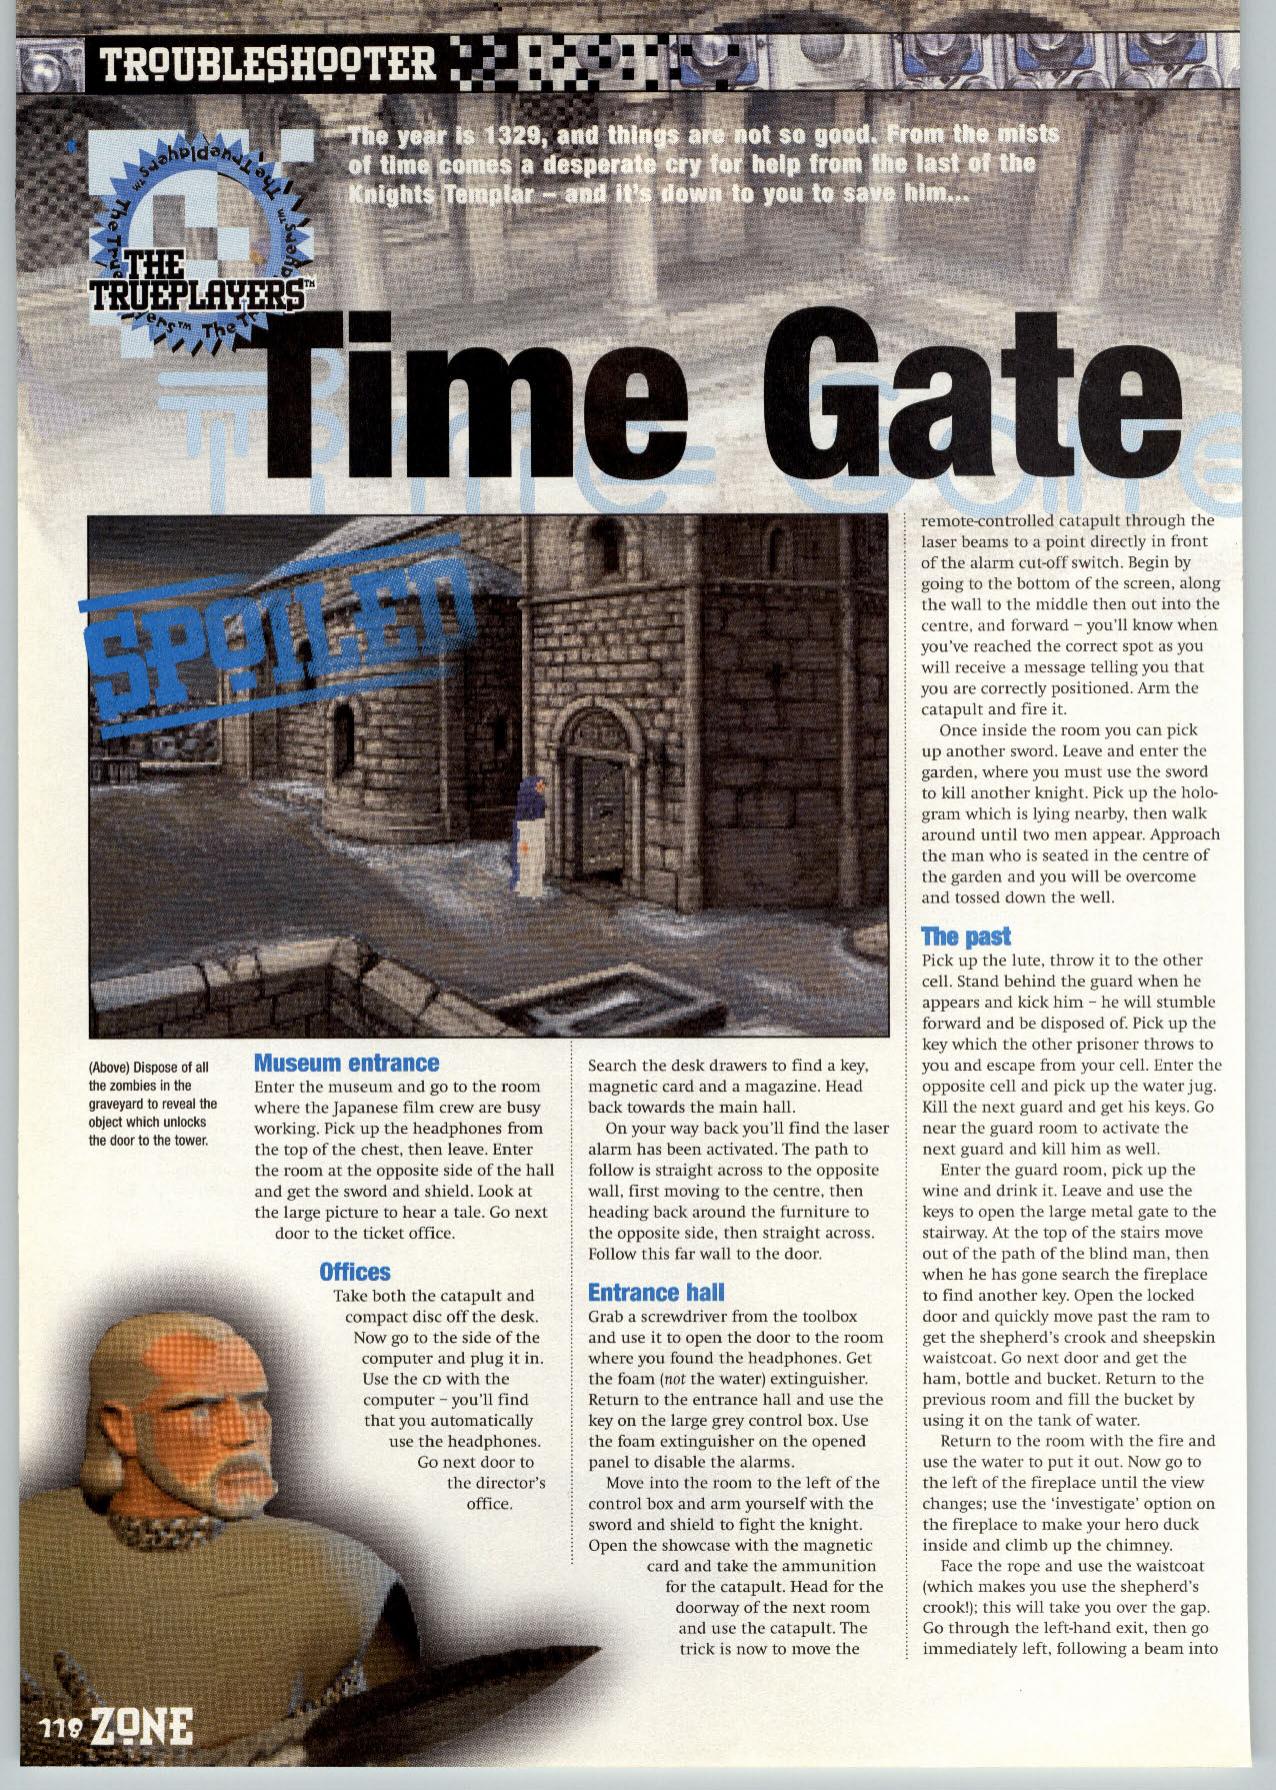 TROUBLESHOOTER
The year is 1329, and things are not so good. From the mists
of time comes a desperate cry for help from the last of the
Knights Templar – and it's down to you to save him...
THE
TRUEPLAYERS™
Time Gate
SPOILED
(Above) Dispose of all
the zombies in the
graveyard to reveal the
object which unlocks
the door to the tower.
Museum entrance
Enter the museum and go to the room
where the Japanese film crew are busy
working. Pick up the headphones from
the top of the chest, then leave. Enter
the room at the opposite side of the hall
and get the sword and shield. Look at
the large picture to hear a tale. Go next
door to the ticket office.
Offices
Take both the catapult and
compact disc off the desk.
Now go to the side of the
computer and plug it in.
Use the CD with the
computer – you'll find
that you automatically
use the headphones.
Go next door to
the director's
office.
Search the desk drawers to find a key,
magnetic card and a magazine. Head
back towards the main hall.
On your way back you'll find the laser
alarm has been activated. The path to
follow is straight across to the opposite
wall, first moving to the centre, then
heading back around the furniture to
the opposite side, then straight across.
Follow this far wall to the door.
Entrance hall
Grab a screwdriver from the toolbox
and use it to open the door to the room
where you found the headphones. Get
the foam (not the water) extinguisher.
Return to the entrance hall and use the
key on the large grey control box. Use
the foam extinguisher on the opened
panel to disable the alarms.
Move into the room to the left of the
control box and arm yourself with the
sword and shield to fight the knight.
Open the showcase with the magnetic
card and take the ammunition
for the catapult. Head for the
doorway of the next room
and use the catapult. The
trick is now to move the
remote-controlled catapult through the
laser beams to a point directly in front
of the alarm cut-off switch. Begin by
going to the bottom of the screen, along
the wall to the middle then out into the
centre, and forward – you'll know when
you've reached the correct spot as you
will receive a message telling you that
you are correctly positioned. Arm the
catapult and fire it.
Once inside the room you can pick
up another sword. Leave and enter the
garden, where you must use the sword
to kill another knight. Pick up the holo-
gram which is lying nearby, then walk
around until two men appear. Approach
the man who is seated in the centre of
the garden and you will be overcome
and tossed down the well.
The past
Pick up the lute, throw it to the other
cell. Stand behind the guard when he
appears and kick him – he will stumble
forward and be disposed of. Pick up the
key which the other prisoner throws to
you and escape from your cell. Enter the
opposite cell and pick up the water jug.
Kill the next guard and get his keys. Go
near the guard room to activate the
next guard and kill him as well.
Enter the guard room, pick up the
wine and drink it. Leave and use the
keys to open the large metal gate to the
stairway. At the top of the stairs move
out of the path of the blind man, then
when he has gone search the fireplace
to find another key. Open the locked
door and quickly move past the ram to
get the shepherd's crook and sheepskin
waistcoat. Go next door and get the
ham, bottle and bucket. Return to the
previous room and fill the bucket by
using it on the tank of water.
Return to the room with the fire and
use the water to put it out. Now go to
the left of the fireplace until the view
changes; use the 'investigate' option on
the fireplace to make your hero duck
inside and climb up the chimney.
Face the rope and use the waistcoat
(which makes you use the shepherd's
crook!); this will take you over the gap.
Go through the left-hand exit, then go
immediately left, following a beam into
118 ZONE